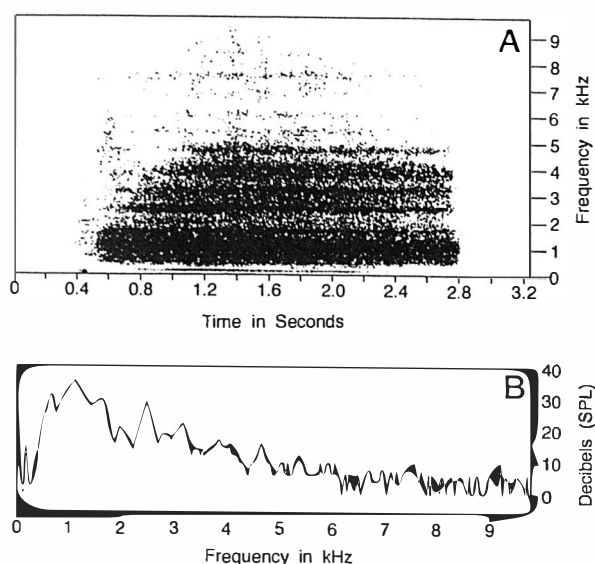 A
9
8
7
6
5
4
3
2
1
0
Frequency in kHz
0 0.4 0.8 1.2 1.6 2.0 2.4 2.8 3.2
Time in Seconds
B
40
30
20
10
0
Decibels (SPL)
0 1 2 3 4 5 6 7 8 9
Frequency in kHz